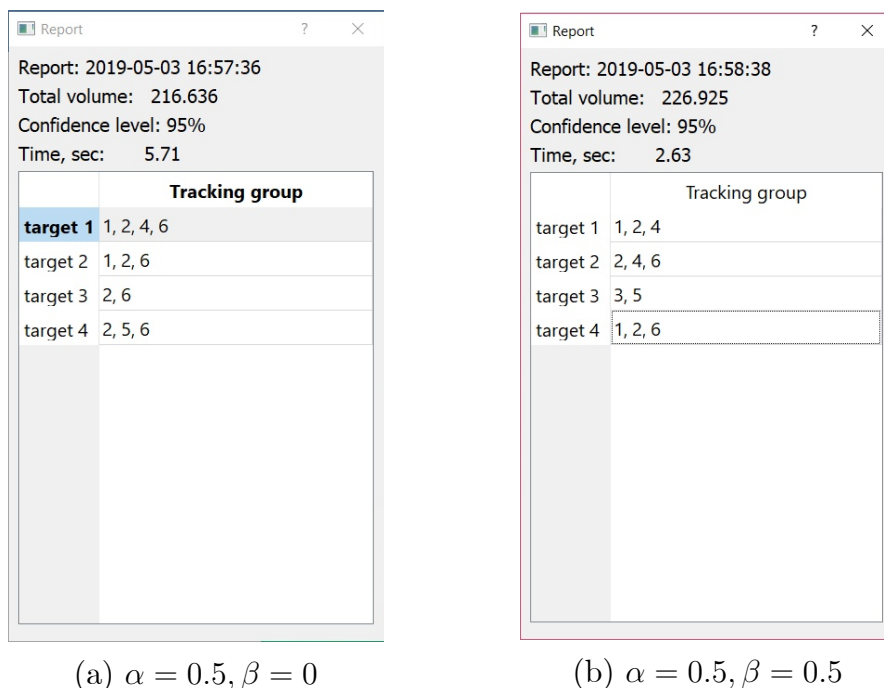 Report ? ×
Report: 2019-05-03 16:57:36
Total volume: 216.636
Confidence level: 95%
Time, sec: 5.71
Tracking group
target 1 1, 2, 4, 6
target 2 1, 2, 6
target 3 2, 6
target 4 2, 5, 6
(a) α = 0.5, β = 0
Report ? ×
Report: 2019-05-03 16:58:38
Total volume: 226.925
Confidence level: 95%
Time, sec: 2.63
Tracking group
target 1 1, 2, 4
target 2 2, 4, 6
target 3 3, 5
target 4 1, 2, 6
(b) α = 0.5, β = 0.5